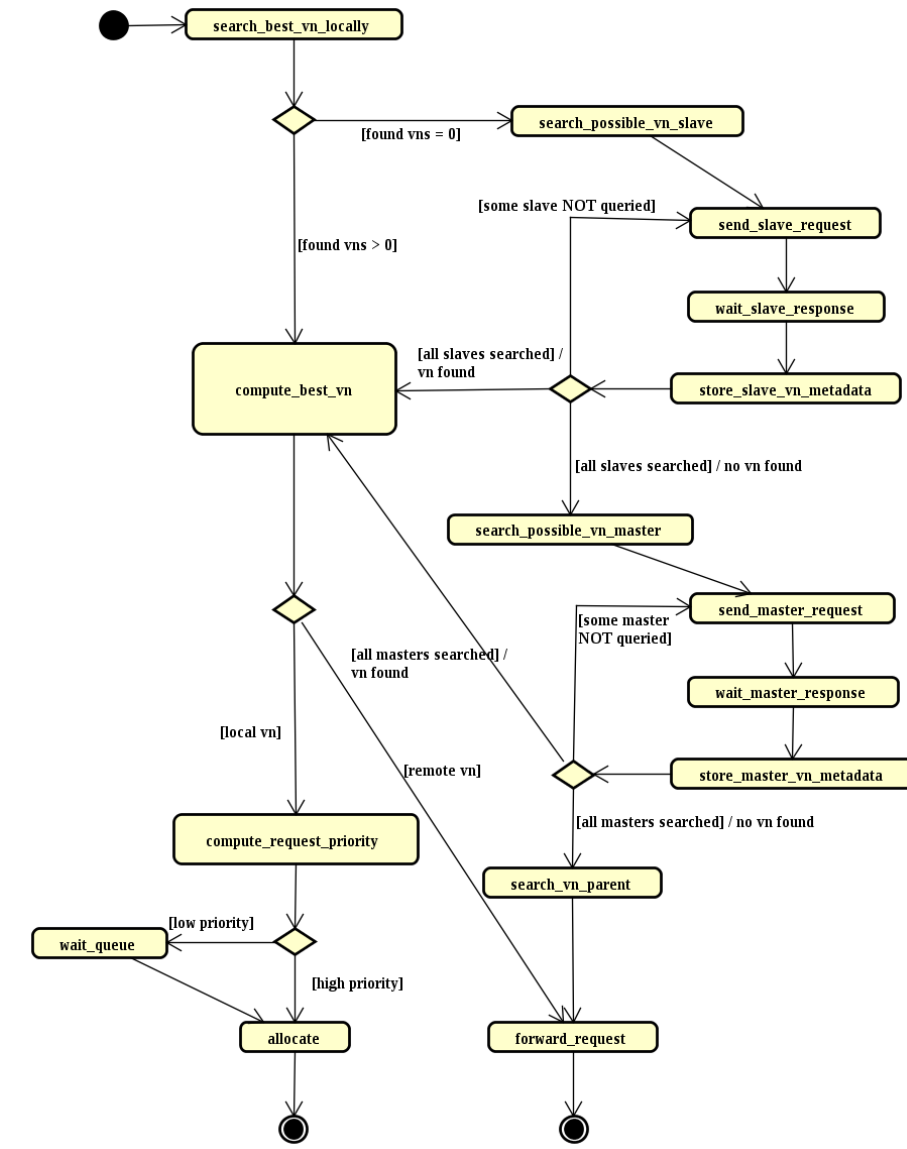 search_best_vn_locally
[found vns = 0]
search_possible_vn_slave
[some slave NOT queried]
send_slave_request
[found vns > 0]
wait_slave_response
[all slaves searched] /
vn found
compute_best_vn
store_slave_vn_metadata
[all slaves searched] / no vn found
search_possible_vn_master
send_master_request
[some master
NOT queried]
[all masters searched] /
vn found
wait_master_response
[local vn]
[remote vn]
store_master_vn_metadata
[all masters searched] / no vn found
compute_request_priority
search_vn_parent
[low priority]
wait_queue
[high priority]
allocate
forward_request